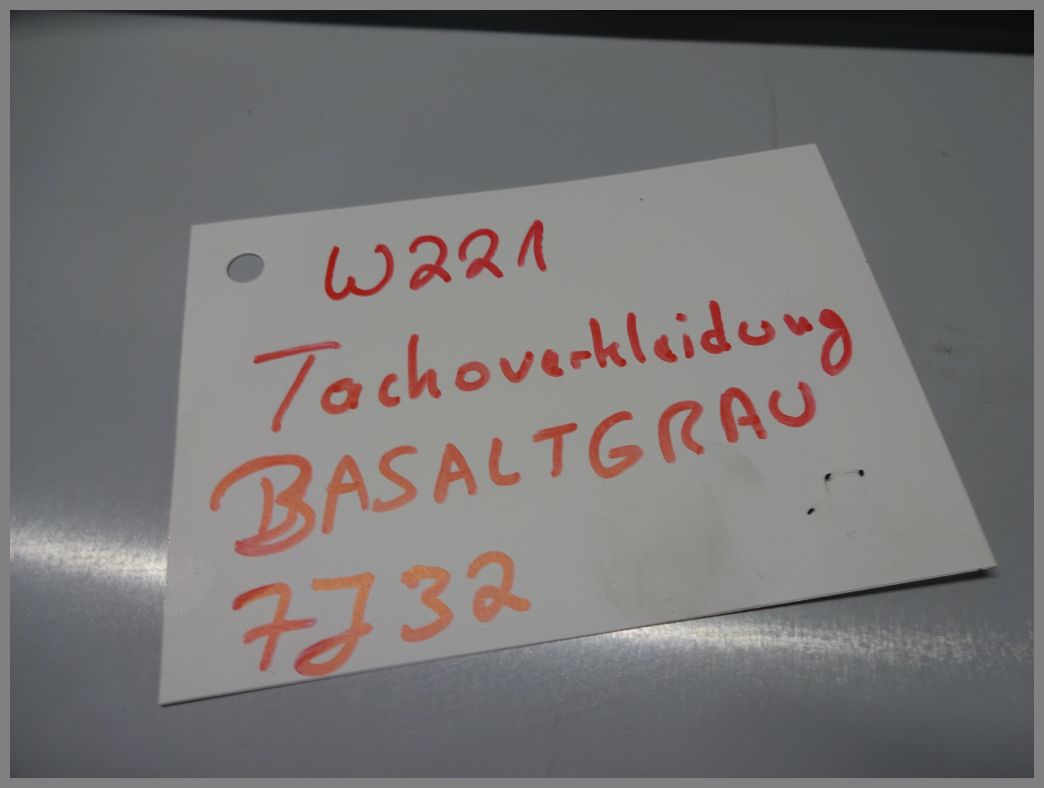 W221
Tachoverkleidung
BASALTGRAU
7J32